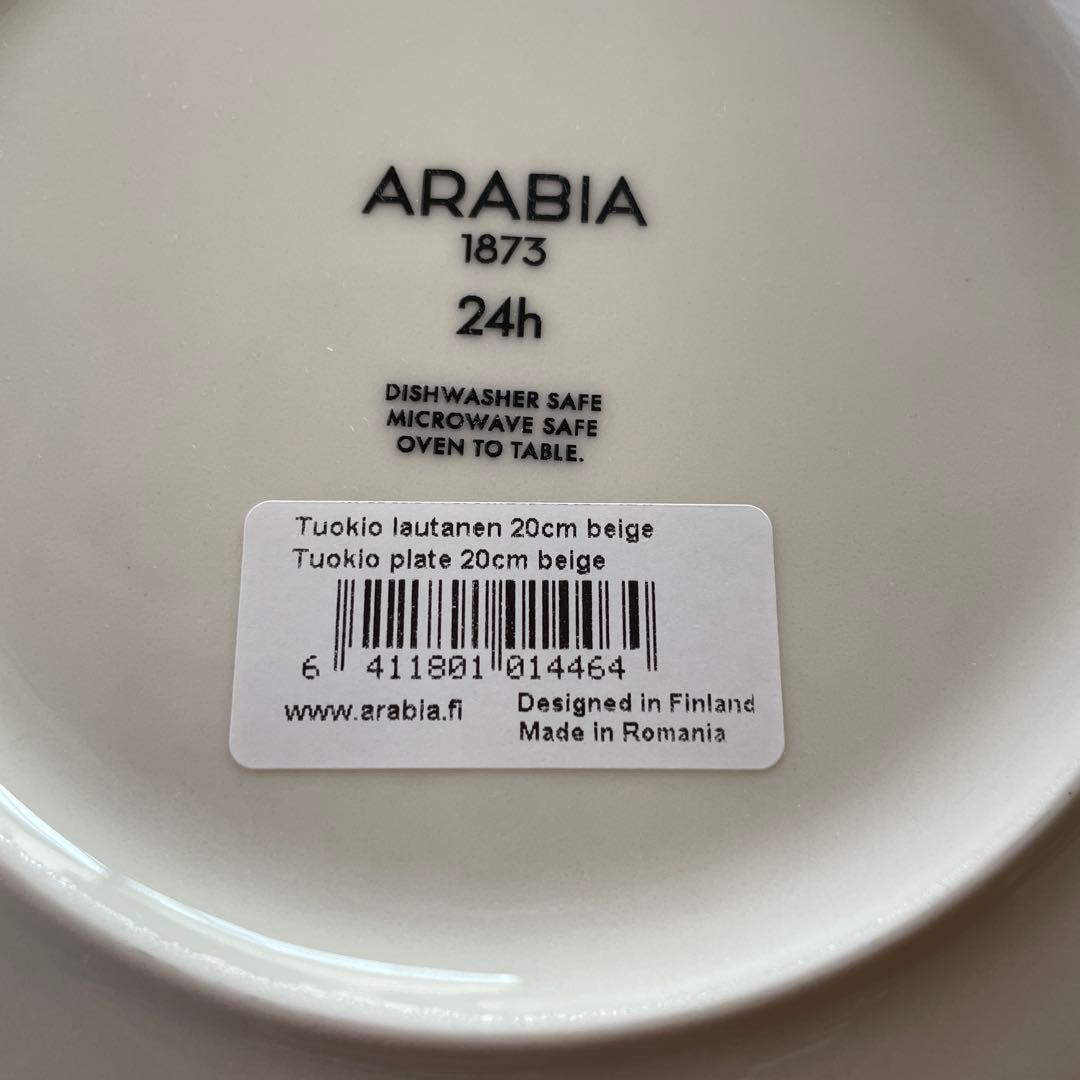 ARABIA
1873
24h
DISHWASHER SAFE
MICROWAVE SAFE
OVEN TO TABLE.
Tuokio lautanen 20cm beige
Tuokio plate 20cm beige
6 411801 014464
www.arabia.fi
Designed in Finland
Made in Romania